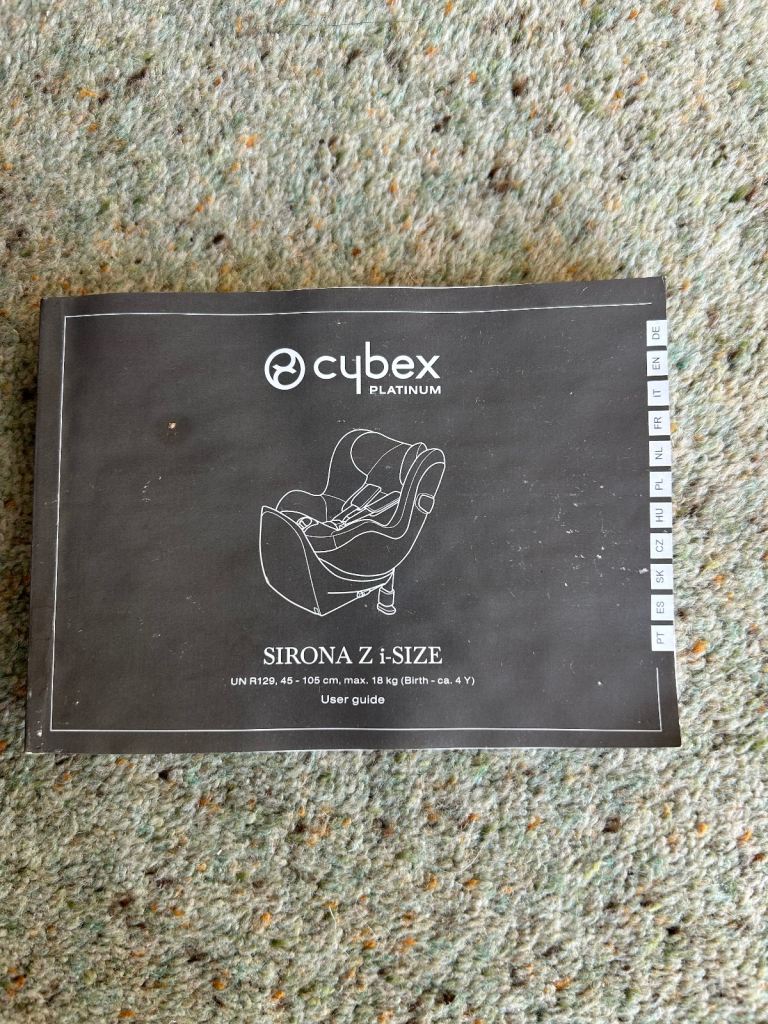 cybex
PLATINUM
SIRONA Z i-SIZE
UN R129, 45 - 105 cm, max. 18 kg (Birth - ca. 4 Y)
User guide
DE
EN
IT
FR
NL
PL
HU
CZ
SK
ES
PT